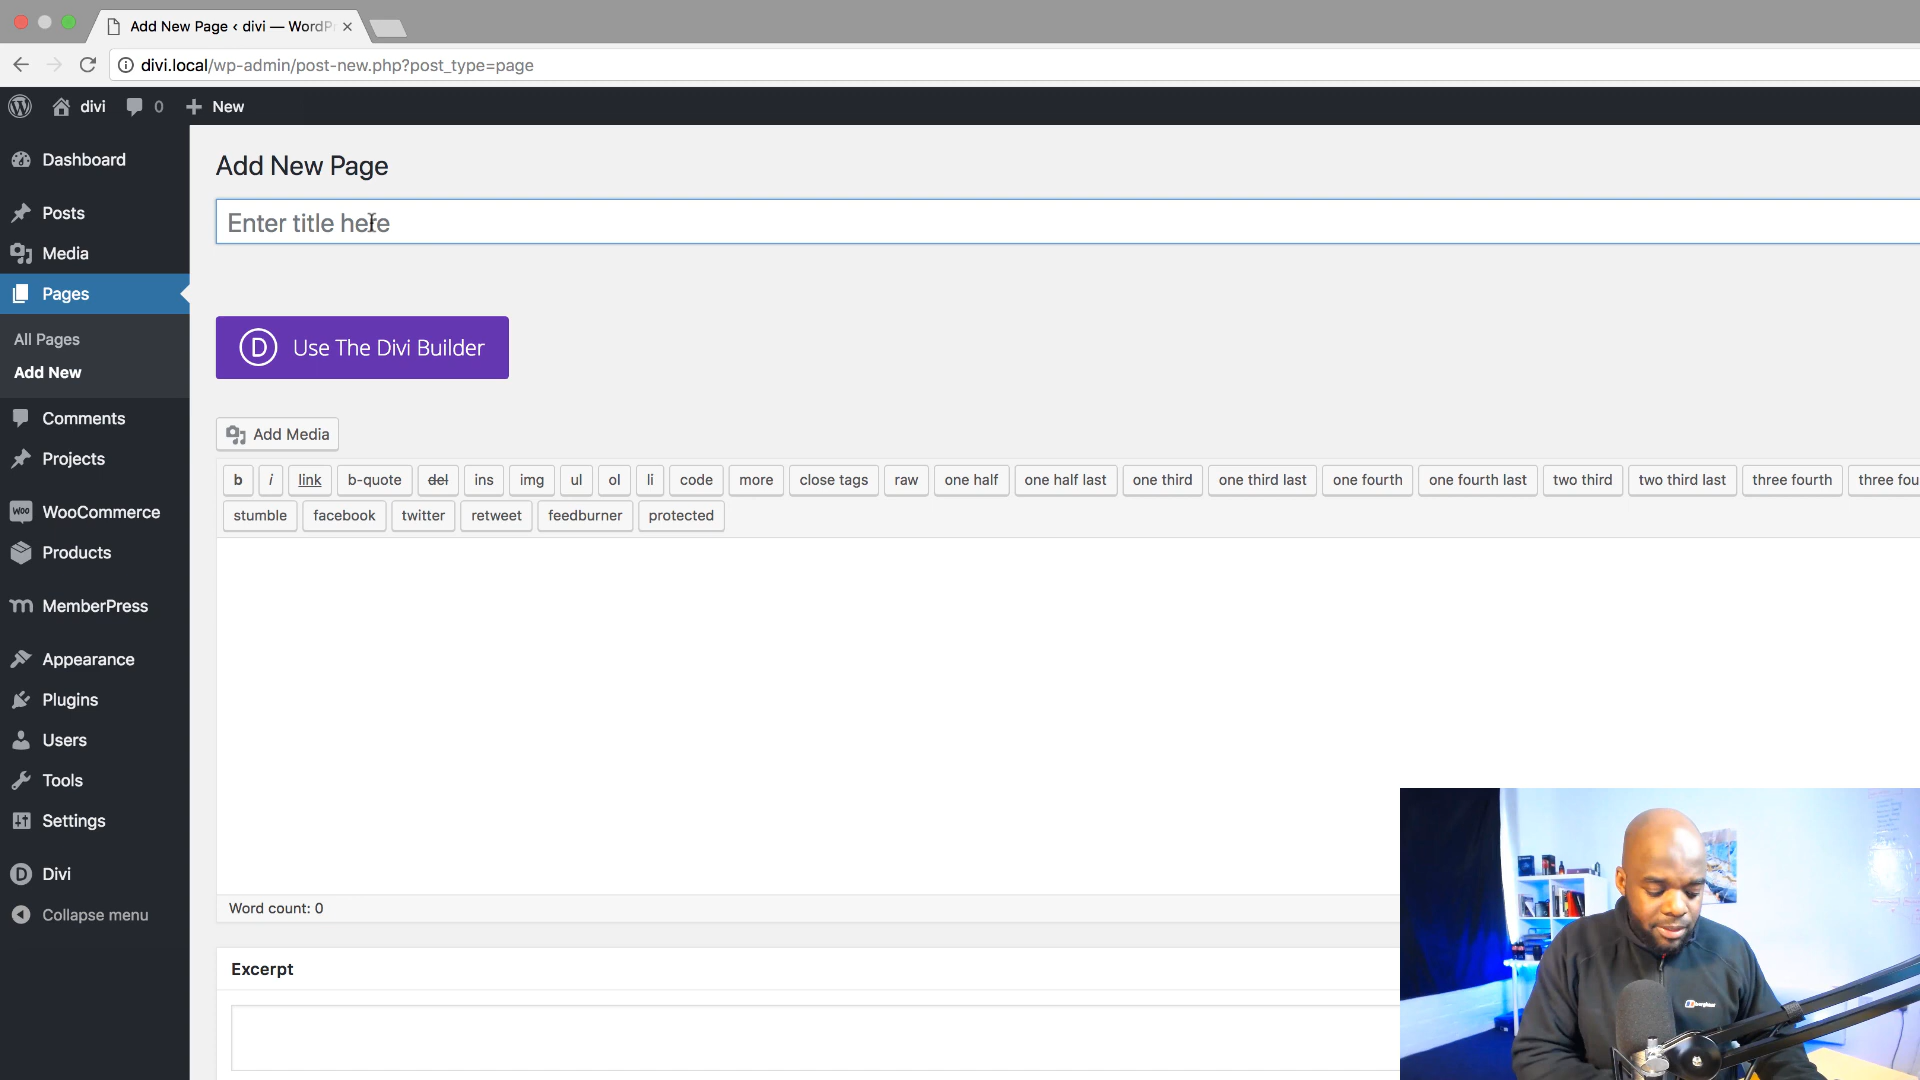 Add New Page ‹ divi — WordP
divi.local/wp-admin/post-new.php?post_type=page
divi 0 New
Dashboard
Posts
Media
Pages
All Pages
Add New
Comments
Projects
WooCommerce
Products
MemberPress
Appearance
Plugins
Users
Tools
Settings
Divi
Collapse menu
Add New Page
Enter title here
D Use The Divi Builder
Add Media
b i link b-quote del ins img ul ol li code more close tags raw one half one half last one third one third last one fourth one fourth last two third two third last three fourth three fou
stumble facebook twitter retweet feedburner protected
Word count: 0
Excerpt